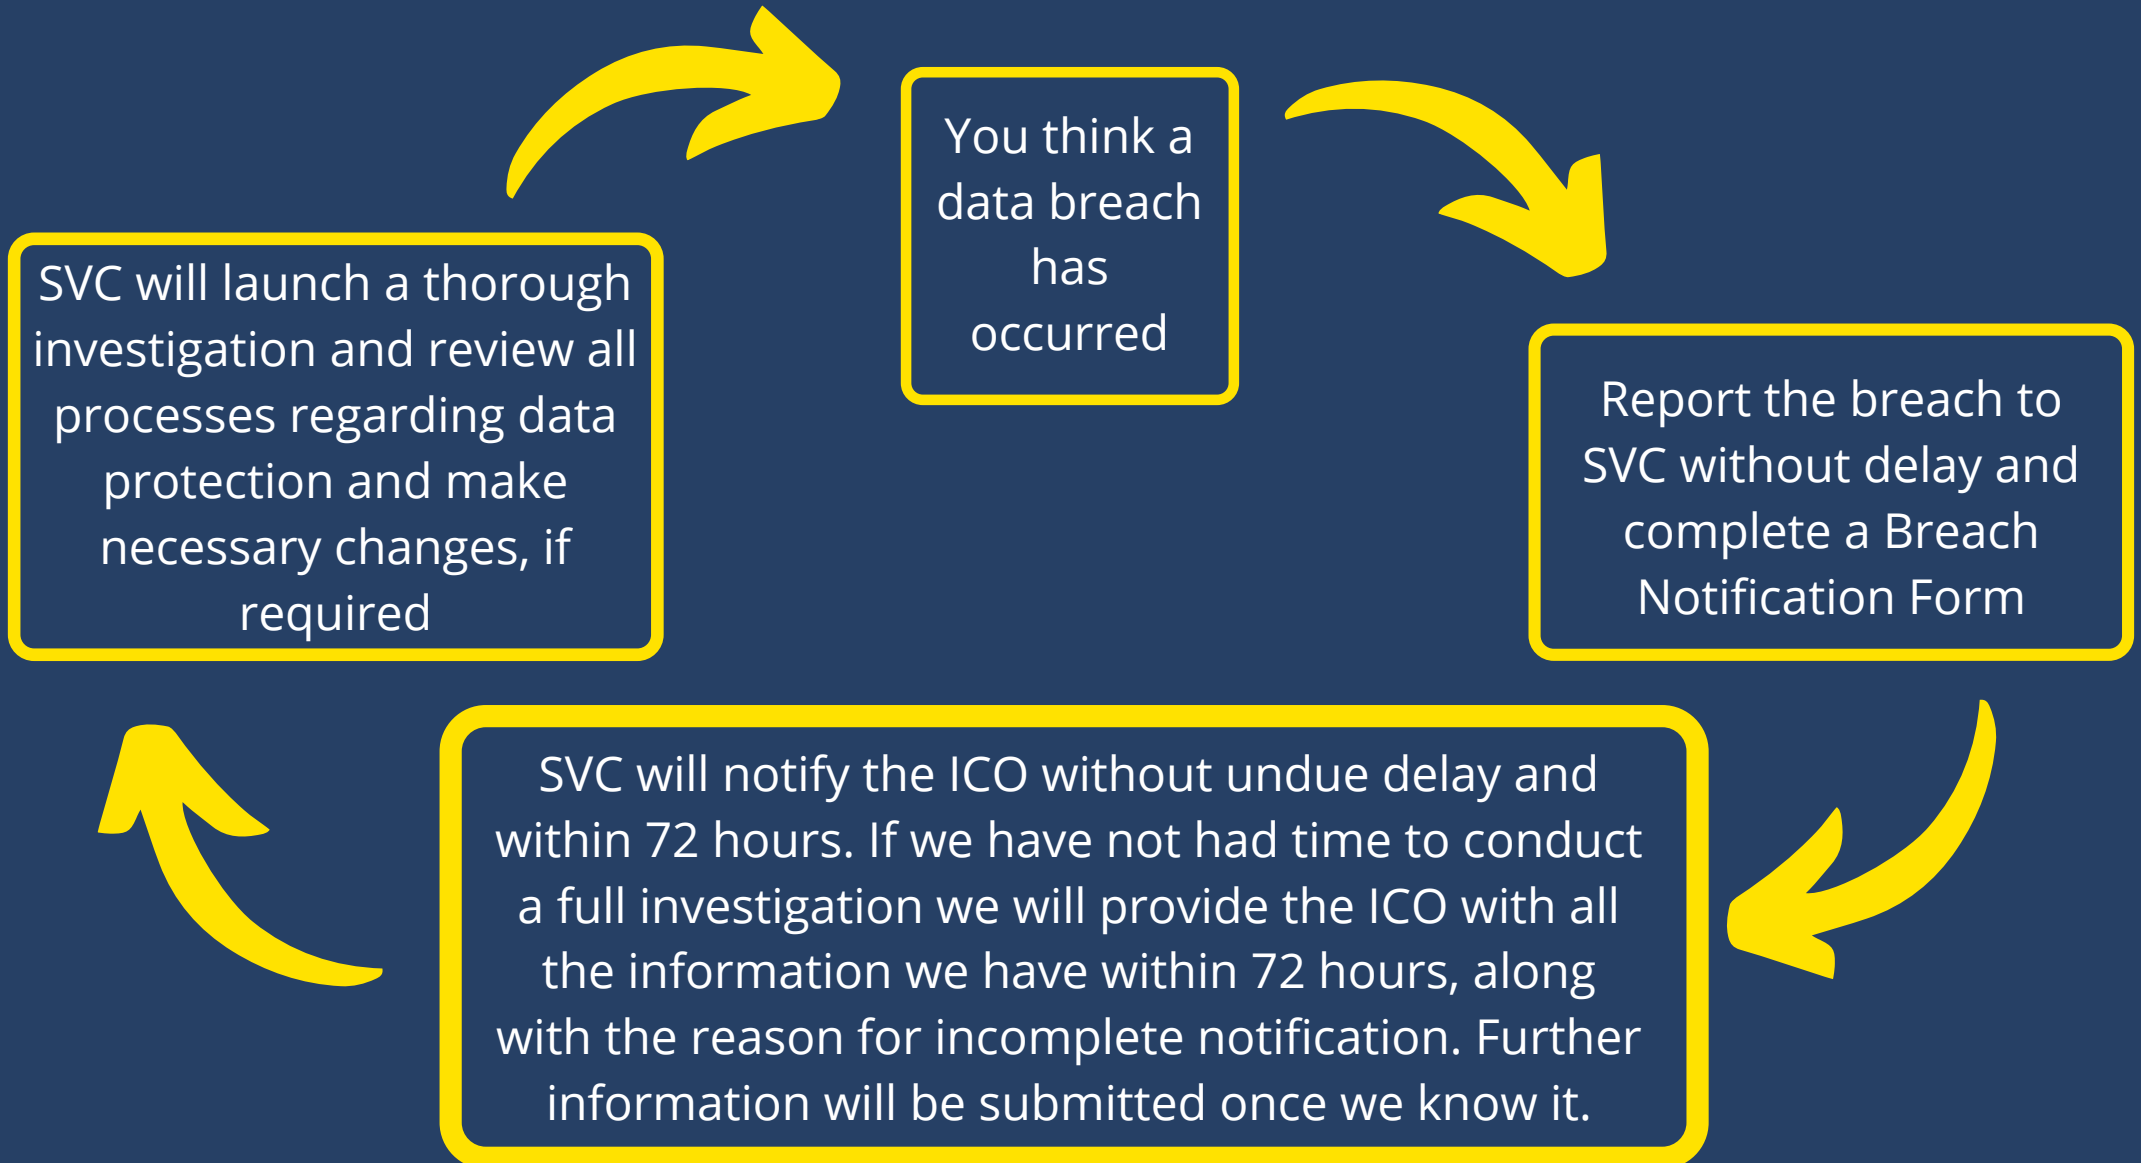 You think a
data breach
has
occurred
Report the breach to
SVC without delay and
complete a Breach
Notification Form
SVC will notify the ICO without undue delay and
within 72 hours. If we have not had time to conduct
a full investigation we will provide the ICO with all
the information we have within 72 hours, along
with the reason for incomplete notification. Further
information will be submitted once we know it.
SVC will launch a thorough
investigation and review all
processes regarding data
protection and make
necessary changes, if
required